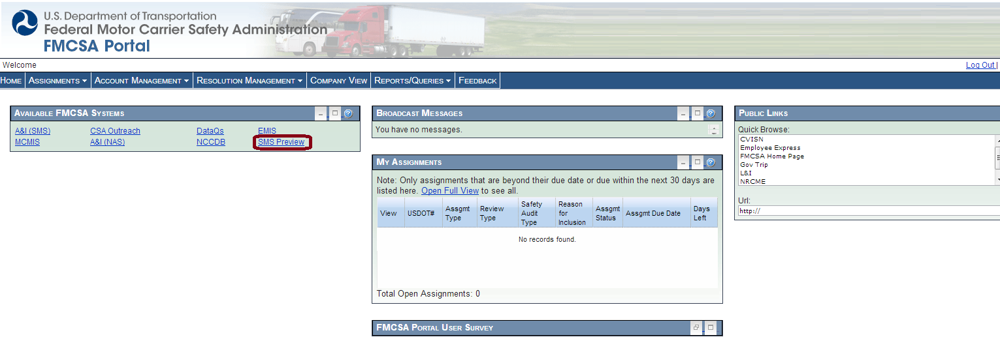 U.S. Department of Transportation
Federal Motor Carrier Safety Administration
FMCSA Portal
Welcome
Log Out |
HOME ASSIGNMENTS ACCOUNT MANAGEMENT RESOLUTION MANAGEMENT COMPANY VIEW REPORTS/QUERIES FEEDBACK
AVAILABLE FMCSA SYSTEMS
A&I (SMS) CSA Outreach DataQs EMIS
MCMIS A&I (NAS) NCCDB SMS Preview
BROADCAST MESSAGES
You have no messages.
MY ASSIGNMENTS
Note: Only assignments that are beyond their due date or due within the next 30 days are
listed here. Open Full View to see all.
View USDOT# Assgmt Type Review Type Safety Audit Type Reason for Inclusion Assgmt Status Assgmt Due Date Days Left
No records found.
Total Open Assignments: 0
FMCSA PORTAL USER SURVEY
PUBLIC LINKS
Quick Browse:
CVISN
Employee Express
FMCSA Home Page
Gov Trip
L&I
NRCME
Url:
http://